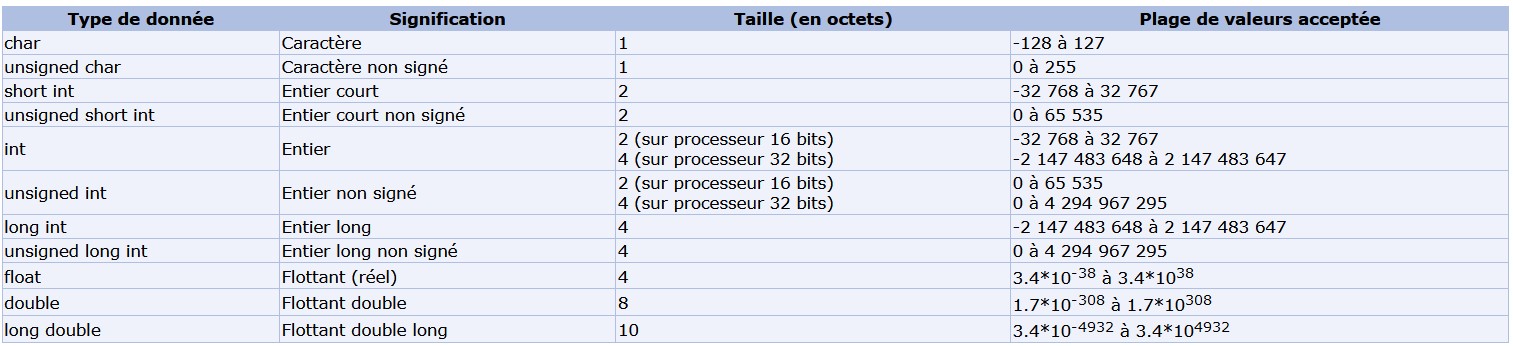 Type de donnée Signification Taille (en octets) Plage de valeurs acceptée
char Caractère 1 -128 à 127
unsigned char Caractère non signé 1 0 à 255
short int Entier court 2 -32 768 à 32 767
unsigned short int Entier court non signé 2 0 à 65 535
int Entier 2 (sur processeur 16 bits) -32 768 à 32 767
4 (sur processeur 32 bits) -2 147 483 648 à 2 147 483 647
unsigned int Entier non signé 2 (sur processeur 16 bits) 0 à 65 535
4 (sur processeur 32 bits) 0 à 4 294 967 295
long int Entier long 4 -2 147 483 648 à 2 147 483 647
unsigned long int Entier long non signé 4 0 à 4 294 967 295
float Flottant (réel) 4 3.4*10^-38 à 3.4*10^38
double Flottant double 8 1.7*10^-308 à 1.7*10^308
long double Flottant double long 10 3.4*10^-4932 à 3.4*10^4932